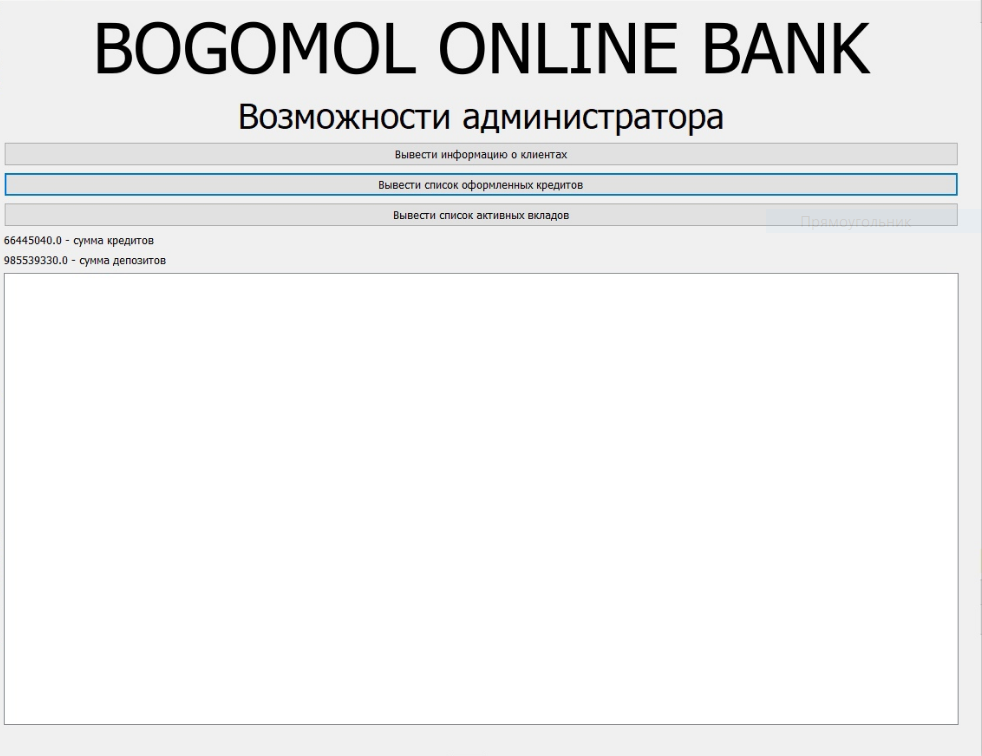 BOGOMOL ONLINE BANK
Возможности администратора
Вывести информацию о клиентах
Вывести список оформленных кредитов
Вывести список активных вкладов
Прямоугольник
66445040.0 - сумма кредитов
985539330.0 - сумма депозитов